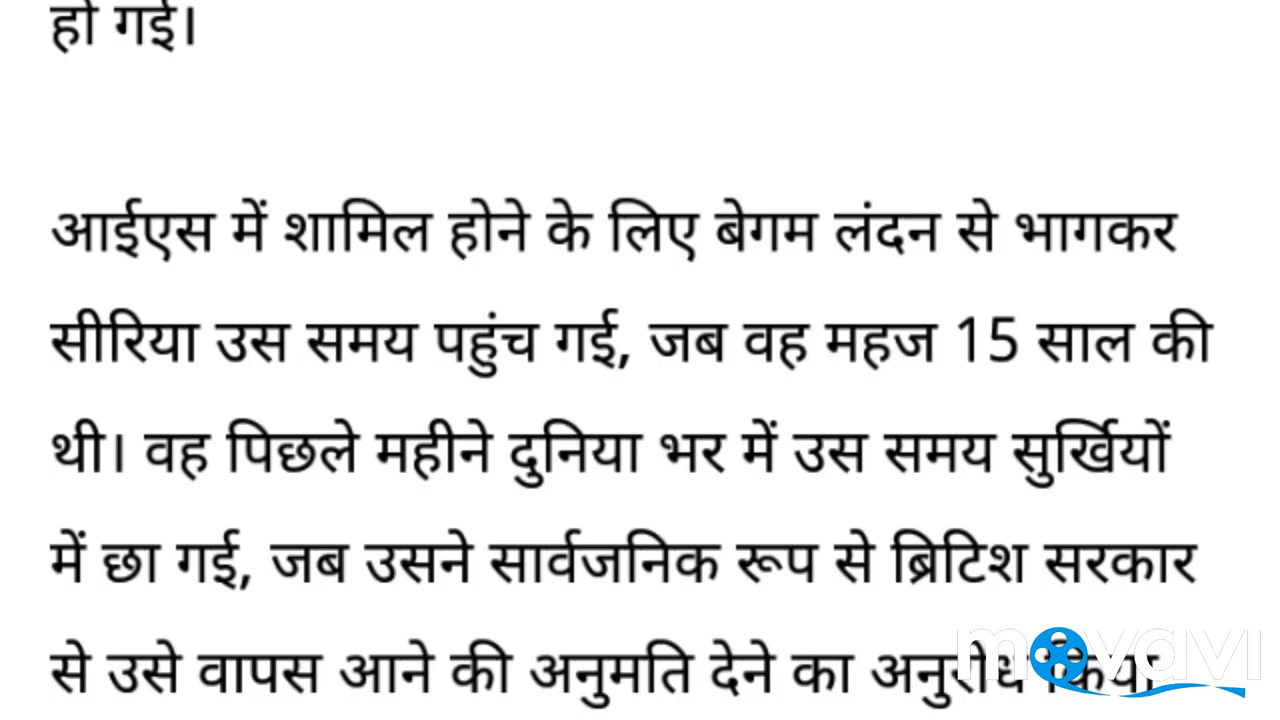 हो गई।
आईएस में शामिल होने के लिए बेगम लंदन से भागकर
सीरिया उस समय पहुंच गई, जब वह महज 15 साल की
थी। वह पिछले महीने दुनिया भर में उस समय सुर्खियों
में छा गई, जब उसने सार्वजनिक रूप से ब्रिटिश सरकार
से उसे वापस आने की अनुमति देने का अनुरोध किया
movavi